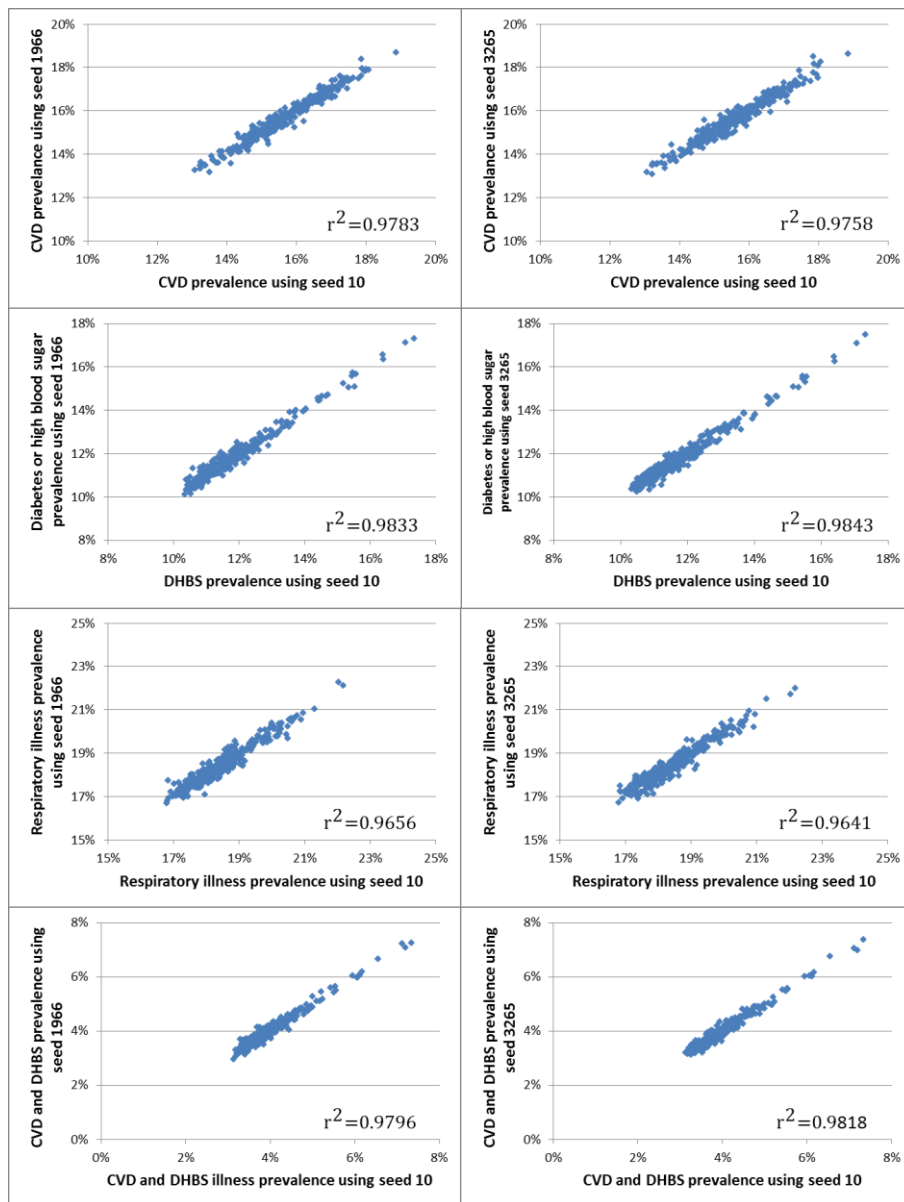 CVD prevelance uisng seed 1966
20%
18%
16%
14%
12%
10%
r²=0.9783
10% 12% 14% 16% 18% 20%
CVD prevalence using seed 10
CVD prevelance using seed 3265
20%
18%
16%
14%
12%
10%
r²=0.9758
10% 12% 14% 16% 18% 20%
CVD prevalence using seed 10
Diabetes or high blood sugar
prevalence using seed 1966
18%
16%
14%
12%
10%
8%
r²=0.9833
8% 10% 12% 14% 16% 18%
DHBS prevalence using seed 10
Diabetes or high blood sugar
prevalence using seed 3265
18%
16%
14%
12%
10%
8%
r²=0.9843
8% 10% 12% 14% 16% 18%
DHBS prevalence using seed 10
Respiratory illness prevalence
using seed 1966
25%
23%
21%
19%
17%
15%
r²=0.9656
15% 17% 19% 21% 23% 25%
Respiratory illness prevalence using seed 10
Respiratory illness prevalence
using seed 3265
25%
23%
21%
19%
17%
15%
r²=0.9641
15% 17% 19% 21% 23% 25%
Respiratory illness prevalence using seed 10
CVD and DHBS prevalence using
seed 1966
8%
6%
4%
2%
0%
r²=0.9796
0% 2% 4% 6% 8%
CVD and DHBS illness prevalence using seed 10
CVD and DHBS prevalence using
seed 3265
8%
6%
4%
2%
0%
r²=0.9818
0% 2% 4% 6% 8%
CVD and DHBS prevalence using seed 10